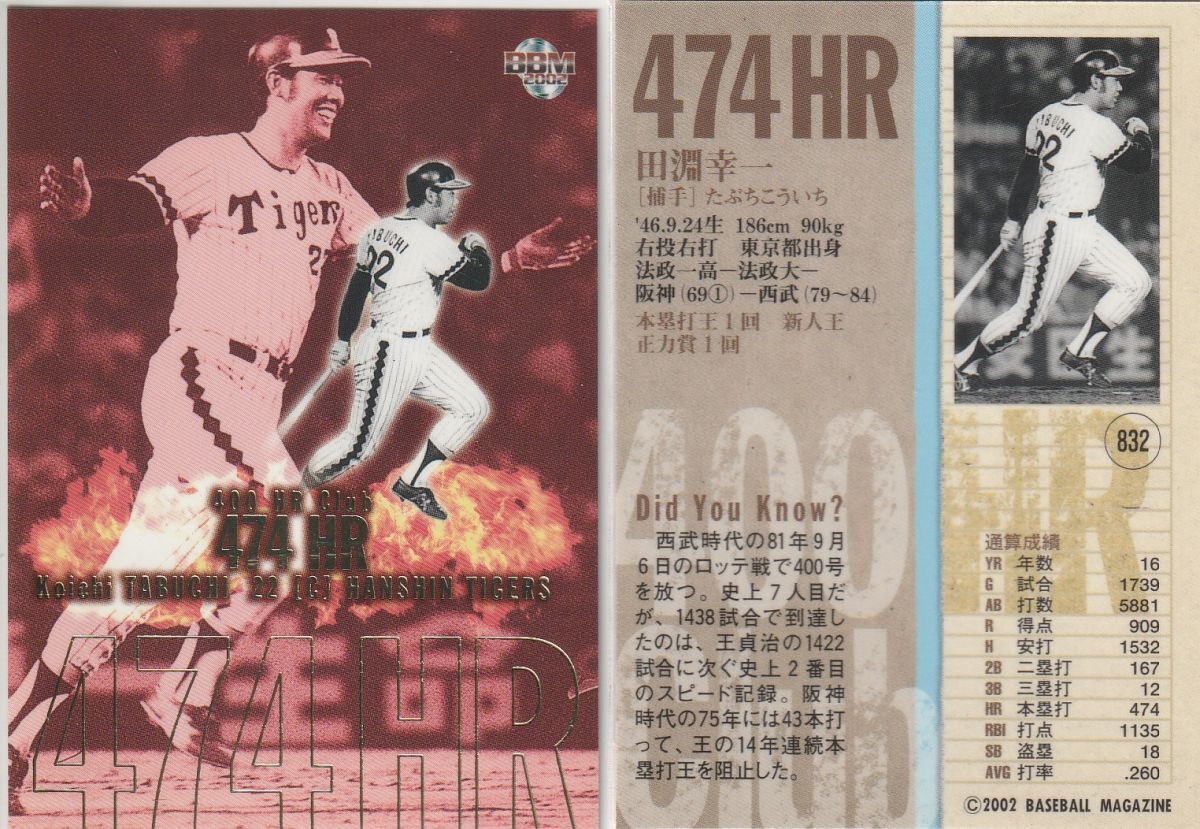 BBM
2002
Tigers
22
TABUCHI
22
400 HR Club
474 HR
Koichi TABUCHI 22 [C] HANSHIN TIGERS
474 HR
474 HR
田淵幸一
［捕手］たぶちこういち
'46.9.24生 186cm 90kg
右投右打 東京都出身
法政一高－法政大－
阪神(69①)－西武(79～84)
本塁打王1回 新人王
正力賞1回
400
HR
Club
TABUCHI
22
832
Did You Know?
西武時代の81年9月
6日のロッテ戦で400号
を放つ。史上7人目だ
が、1438試合で到達し
たのは、王貞治の1422
試合に次ぐ史上2番目
のスピード記録。阪神
時代の75年には43本打
って、王の14年連続本
塁打王を阻止した。
通算成績
YR 年数 16
G 試合 1739
AB 打数 5881
R 得点 909
H 安打 1532
2B 二塁打 167
3B 三塁打 12
HR 本塁打 474
RBI 打点 1135
SB 盗塁 18
AVG 打率 .260
©2002 BASEBALL MAGAZINE